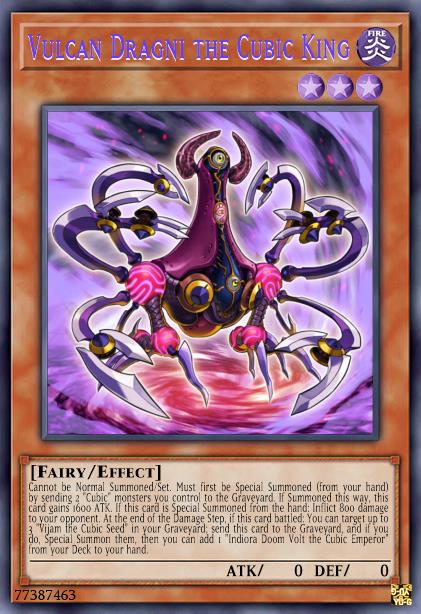 VULCAN DRAGNI THE CUBIC KING
FIRE
炎
[FAIRY/EFFECT]
Cannot be Normal Summoned/Set. Must first be Special Summoned (from your hand)
by sending 2 "Cubic" monsters you control to the Graveyard. If Summoned this way, this
card gains 1600 ATK. If this card is Special Summoned from the hand: Inflict 800 damage
to your opponent. At the end of the Damage Step, if this card battled: You can target up to
3 "Vijam the Cubic Seed" in your Graveyard; send this card to the Graveyard, and if you
do, Special Summon them, then you can add 1 "Indiora Doom Volt the Cubic Emperor"
from your Deck to your hand.
ATK/ 0 DEF/ 0
77387463